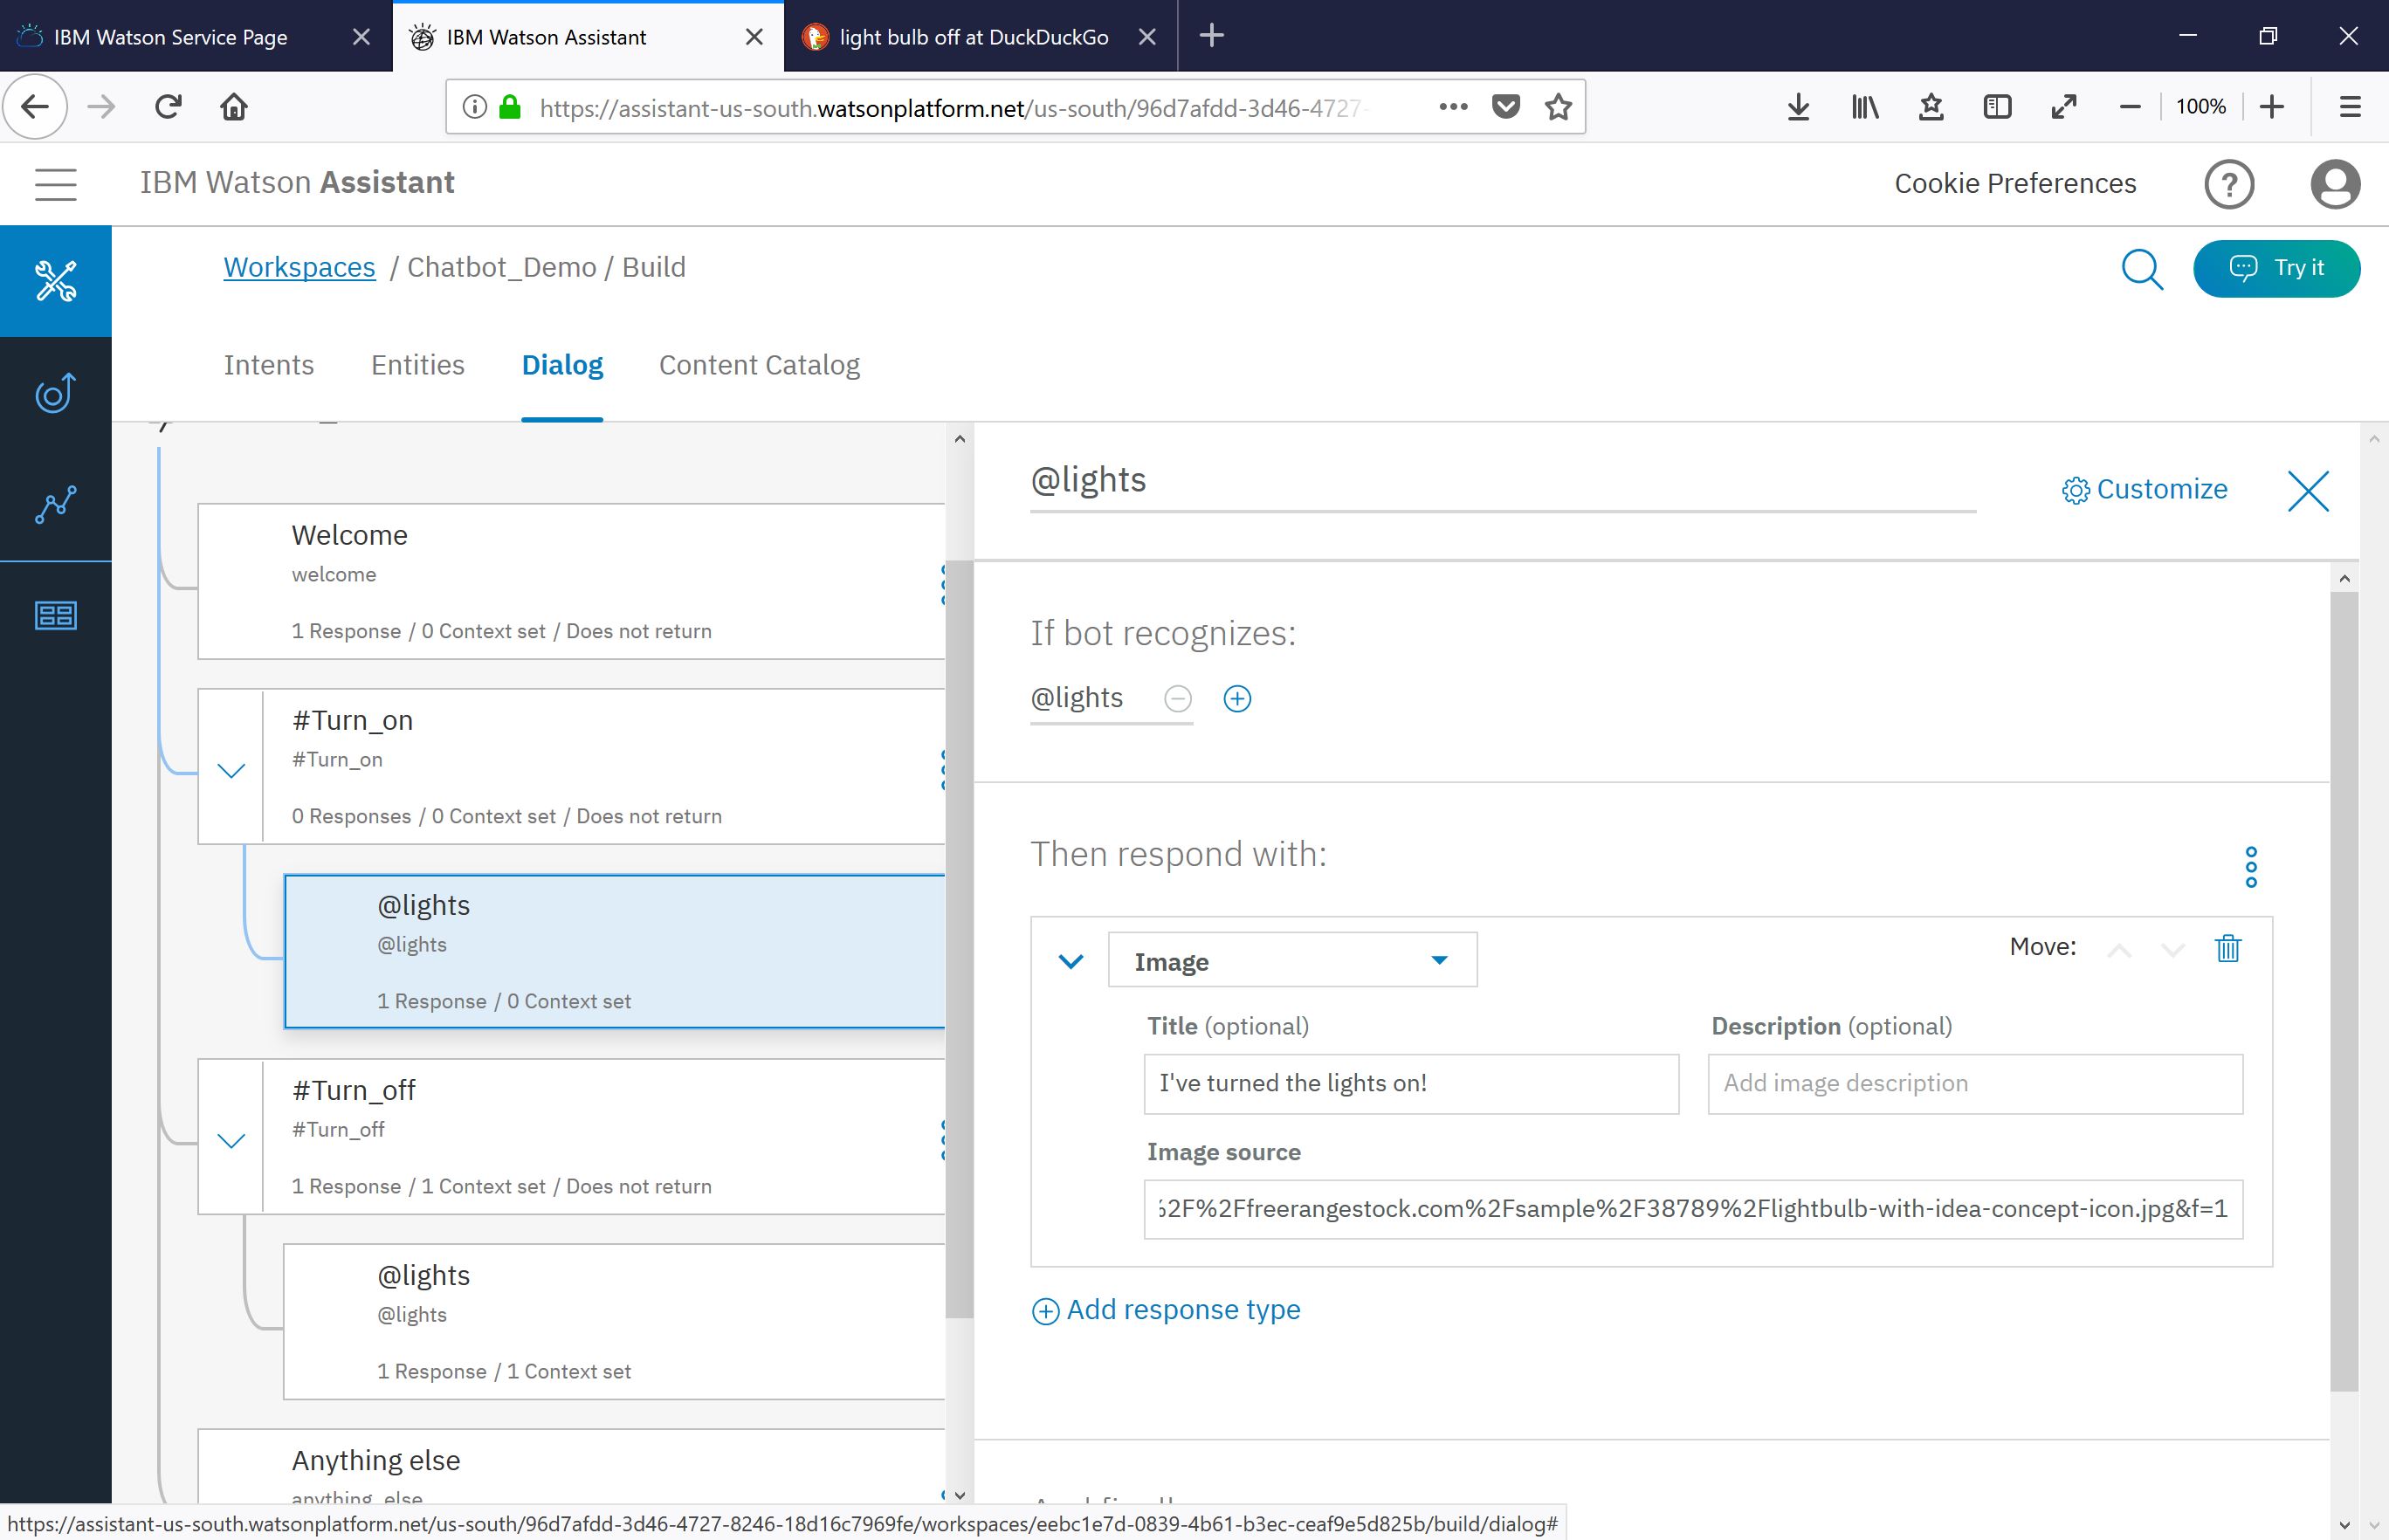 IBM Watson Service Page
IBM Watson Assistant
light bulb off at DuckDuckGo
https://assistant-us-south.watsonplatform.net/us-south/96d7afdd-3d46-4727-
100%
IBM Watson Assistant
Cookie Preferences
?
Workspaces / Chatbot_Demo / Build
Try it
Intents
Entities
Dialog
Content Catalog
Welcome
welcome
1 Response / 0 Context set / Does not return
#Turn_on
#Turn_on
0 Responses / 0 Context set / Does not return
@lights
@lights
1 Response / 0 Context set
#Turn_off
#Turn_off
1 Response / 1 Context set / Does not return
@lights
@lights
1 Response / 1 Context set
Anything else
anything_else
@lights
Customize
If bot recognizes:
@lights
Then respond with:
Image
Move:
Title (optional)
Description (optional)
I've turned the lights on!
Add image description
Image source
%2F%2Ffreerangestock.com%2Fsample%2F38789%2Flightbulb-with-idea-concept-icon.jpg&f=1
Add response type
https://assistant-us-south.watsonplatform.net/us-south/96d7afdd-3d46-4727-8246-18d16c7969fe/workspaces/eebc1e7d-0839-4b61-b3ec-ceaf9e5d825b/build/dialog#